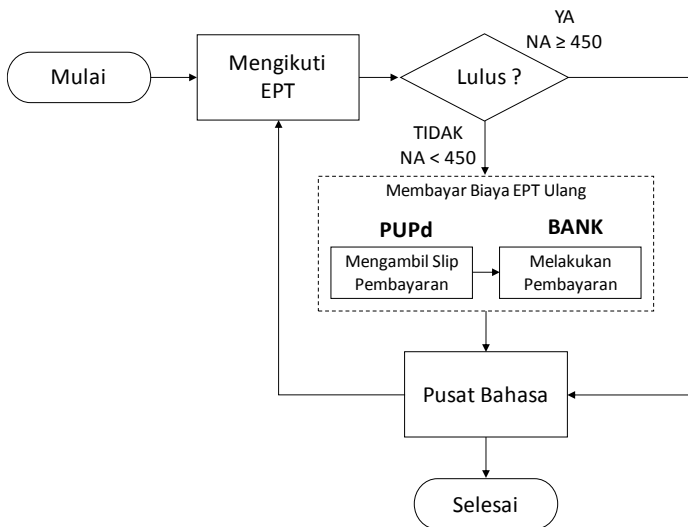 YA
NA ≥ 450
Mulai
Mengikuti
EPT
Lulus ?
TIDAK
NA < 450
Membayar Biaya EPT Ulang
PUPd
BANK
Mengambil Slip
Pembayaran
Melakukan
Pembayaran
Pusat Bahasa
Selesai